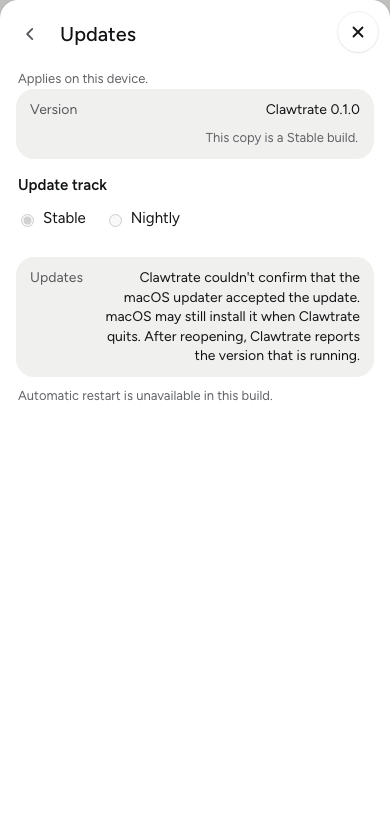 Updates
Applies on this device.
Version
Clawtrate 0.1.0
This copy is a Stable build.
Update track
Stable
Nightly
Updates
Clawtrate couldn't confirm that the
macOS updater accepted the update.
macOS may still install it when Clawtrate
quits. After reopening, Clawtrate reports
the version that is running.
Automatic restart is unavailable in this build.